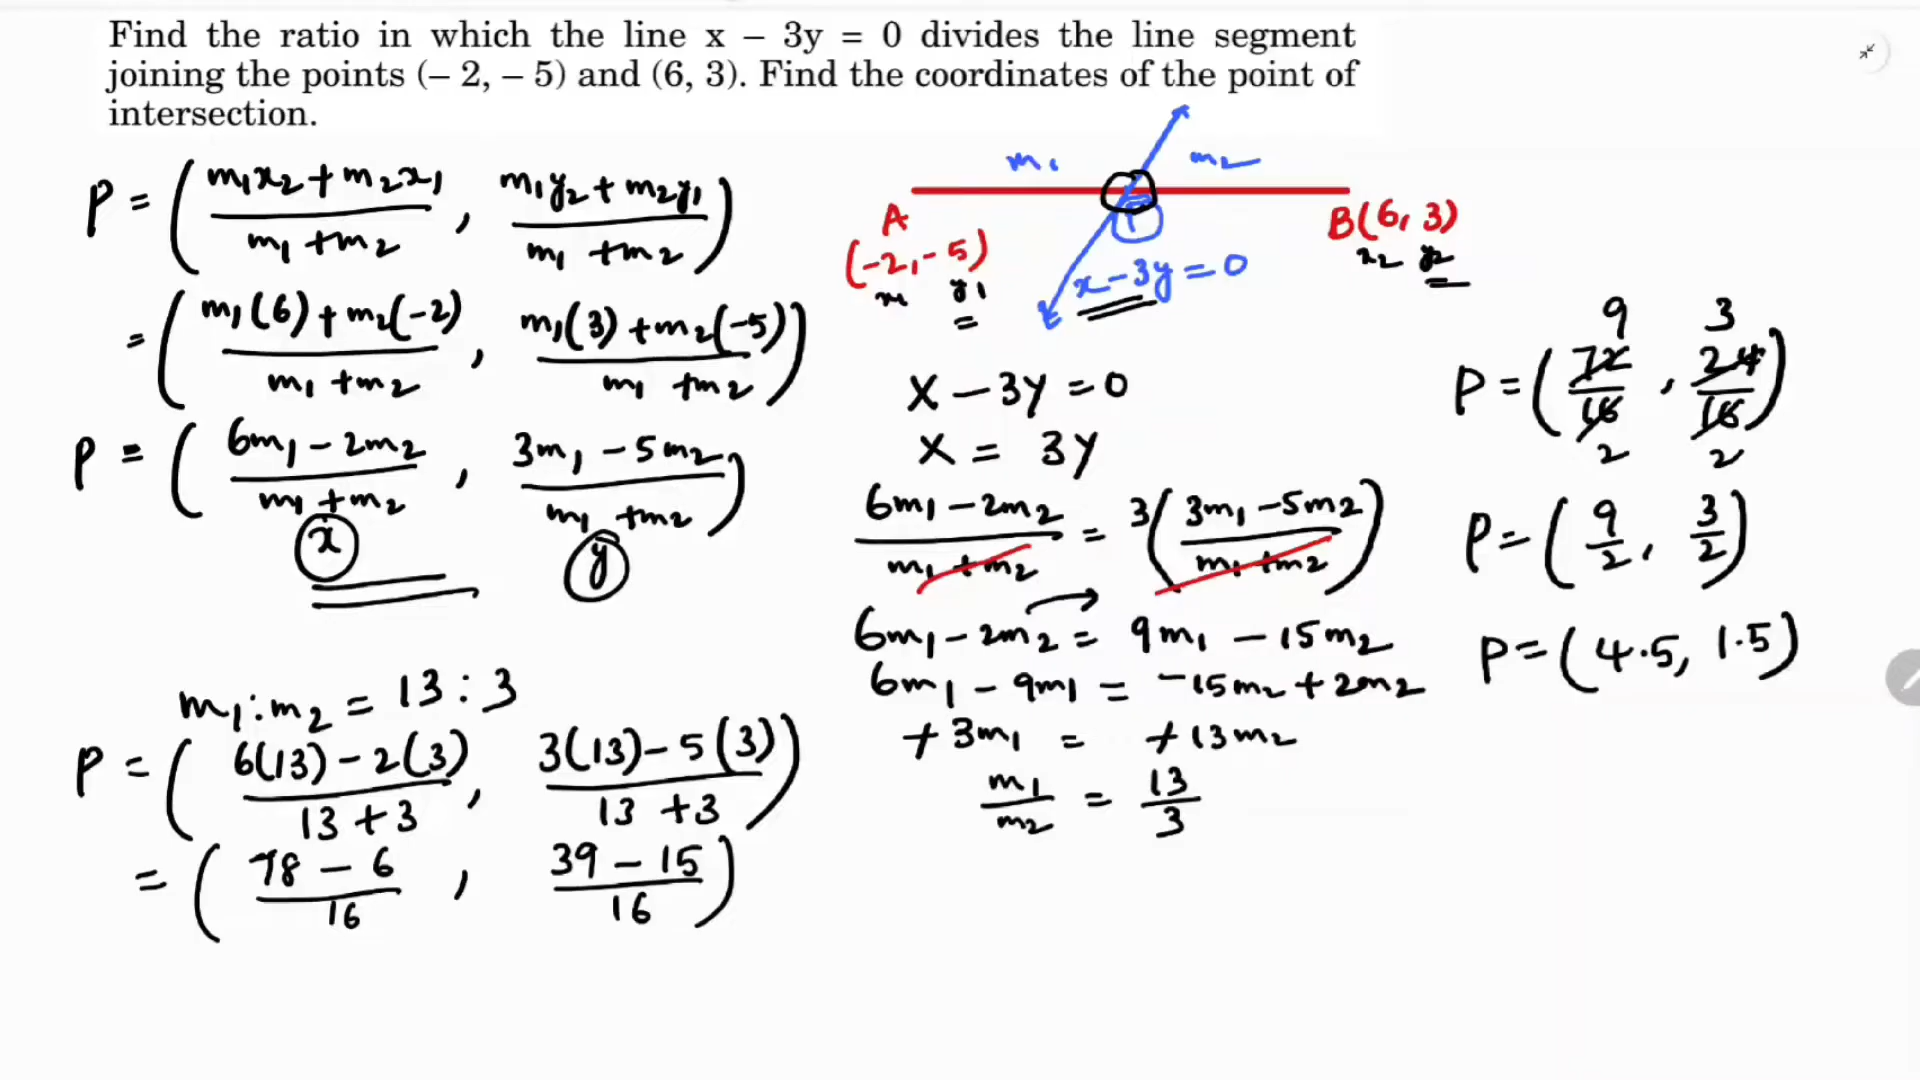 Find the ratio in which the line x – 3y = 0 divides the line segment
joining the points (– 2, – 5) and (6, 3). Find the coordinates of the point of
intersection.
P = ( m₁x₂ + m₂x₁ / m₁ + m₂ , m₁y₂ + m₂y₁ / m₁ + m₂ )
= ( m₁(6) + m₂(-2) / m₁ + m₂ , m₁(3) + m₂(-5) / m₁ + m₂ )
P = ( 6m₁ - 2m₂ / m₁ + m₂ , 3m₁ - 5m₂ / m₁ + m₂ )
x y
m₁ : m₂ = 13 : 3
P = ( 6(13) - 2(3) / 13 + 3 , 3(13) - 5(3) / 13 + 3 )
= ( 78 - 6 / 16 , 39 - 15 / 16 )
m₁ m₂
A B(6, 3)
(-2, -5) x₂ y₂
y₁
x - 3y = 0
X - 3Y = 0
X = 3Y
6m₁ - 2m₂ / m₁ + m₂ = 3( 3m₁ - 5m₂ / m₁ + m₂ )
6m₁ - 2m₂ = 9m₁ - 15m₂
6m₁ - 9m₁ = -15m₂ + 2m₂
+3m₁ = +13m₂
m₁ / m₂ = 13 / 3
9 3
P = ( 72 / 16 , 24 / 16 )
2 2
P = ( 9/2 , 3/2 )
P = ( 4.5, 1.5 )